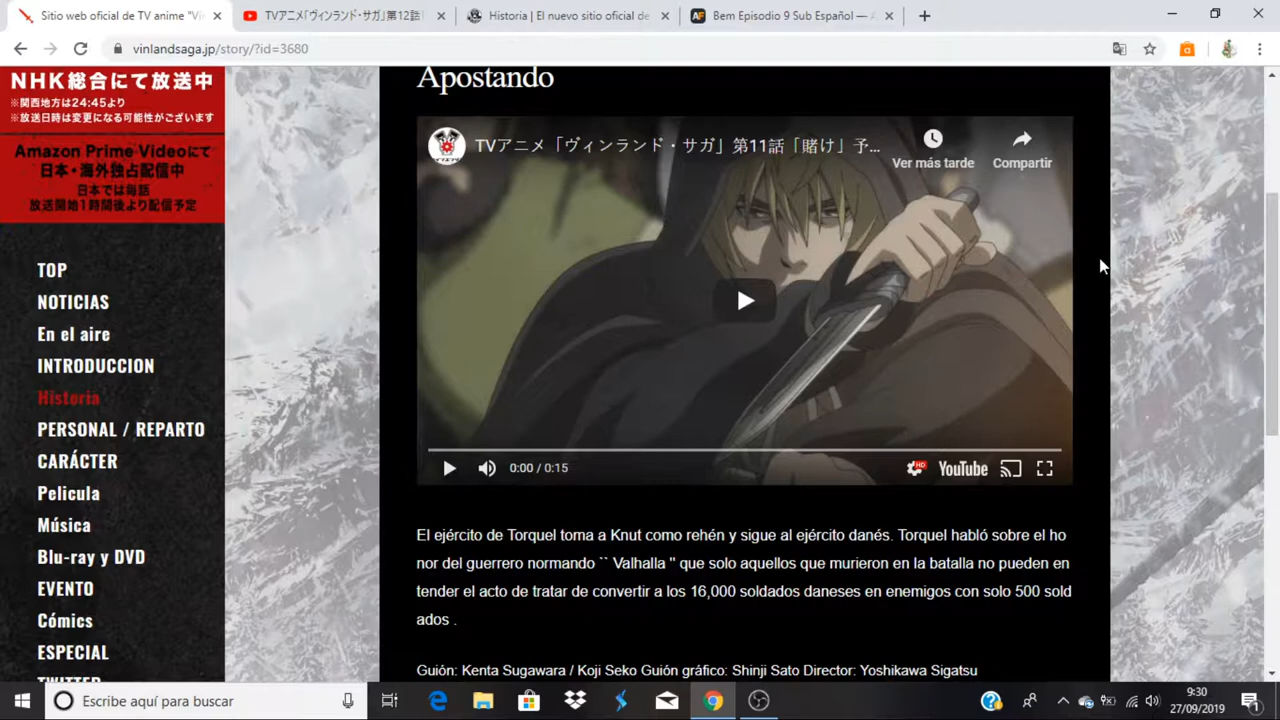 Sitio web oficial de TV anime "Vi
TVアニメ「ヴィンランド・サガ」第12話
Historia | El nuevo sitio oficial de
Bem Episodio 9 Sub Español — A
vinlandsaga.jp/story/?id=3680
NHK総合にて放送中
※関西地方は24:45より
※放送日時は変更になる可能性がございます
Amazon Prime Videoにて
日本・海外独占配信中
日本では毎話
放送開始1時間後より配信予定
TOP
NOTICIAS
En el aire
INTRODUCCION
Historia
PERSONAL / REPARTO
CARÁCTER
Pelicula
Música
Blu-ray y DVD
EVENTO
Cómics
ESPECIAL
TWITTER
Apostando
TVアニメ「ヴィンランド・サガ」第11話「賭け」予...
Ver más tarde
Compartir
0:00 / 0:15
HD
YouTube
El ejército de Torquel toma a Knut como rehén y sigue al ejército danés. Torquel habló sobre el ho
nor del guerrero normando `` Valhalla '' que solo aquellos que murieron en la batalla no pueden en
tender el acto de tratar de convertir a los 16,000 soldados daneses en enemigos con solo 500 sold
ados .
Guión: Kenta Sugawara / Koji Seko Guión gráfico: Shinji Sato Director: Yoshikawa Sigatsu
Escribe aquí para buscar
9:30
27/09/2019